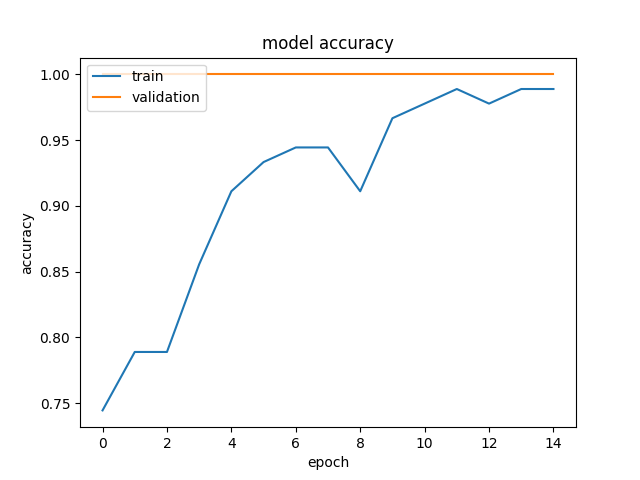 model accuracy
train
validation
accuracy
1.00
0.95
0.90
0.85
0.80
0.75
0 2 4 6 8 10 12 14
epoch